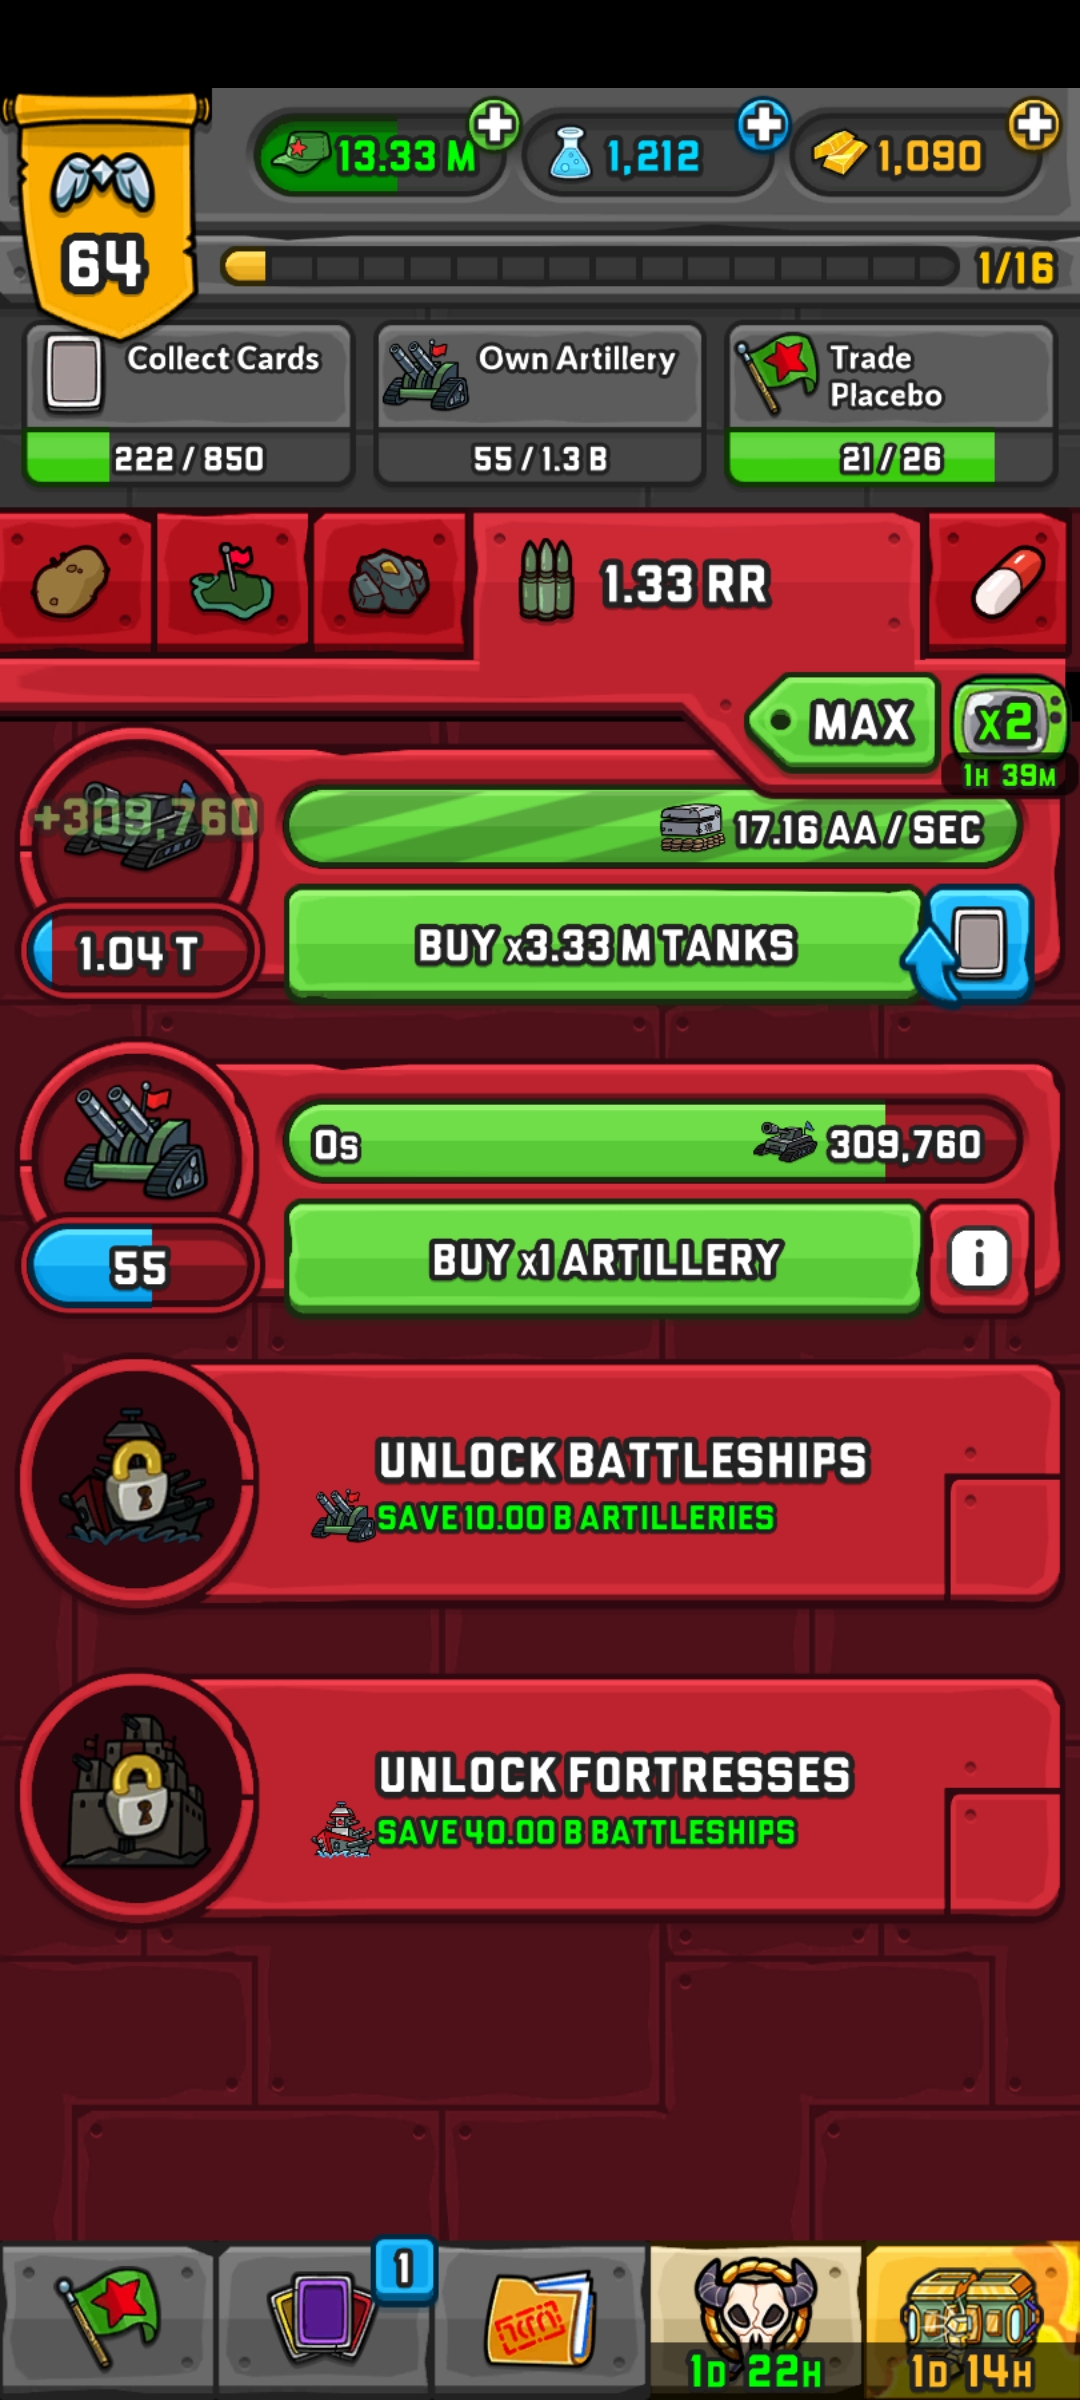 13.33 M
1,212
1,090
64
1/16
Collect Cards
222 / 850
Own Artillery
55 / 1.3 B
Trade
Placebo
21 / 26
1.33 RR
MAX
x2
1H 39M
+309,760
17.16 AA / SEC
1.04 T
BUY x3.33 M TANKS
0s
309,760
55
BUY x1 ARTILLERY
i
UNLOCK BATTLESHIPS
SAVE 10.00 B ARTILLERIES
UNLOCK FORTRESSES
SAVE 40.00 B BATTLESHIPS
1
1D 22H
1D 14H